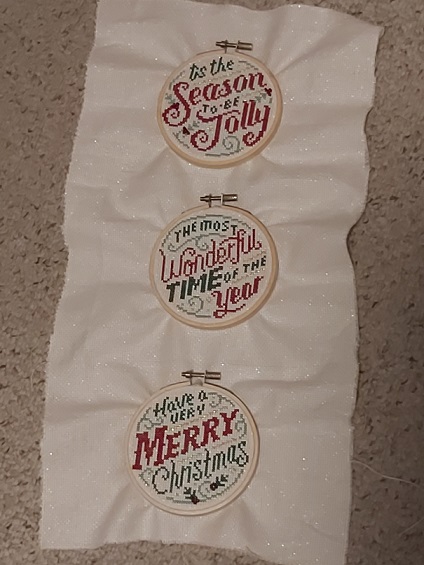 'tis the
Season
TO·BE
Jolly
THE MOST
Wonderful
TIME OF THE
Year
Have a
VERY
MERRY
Christmas